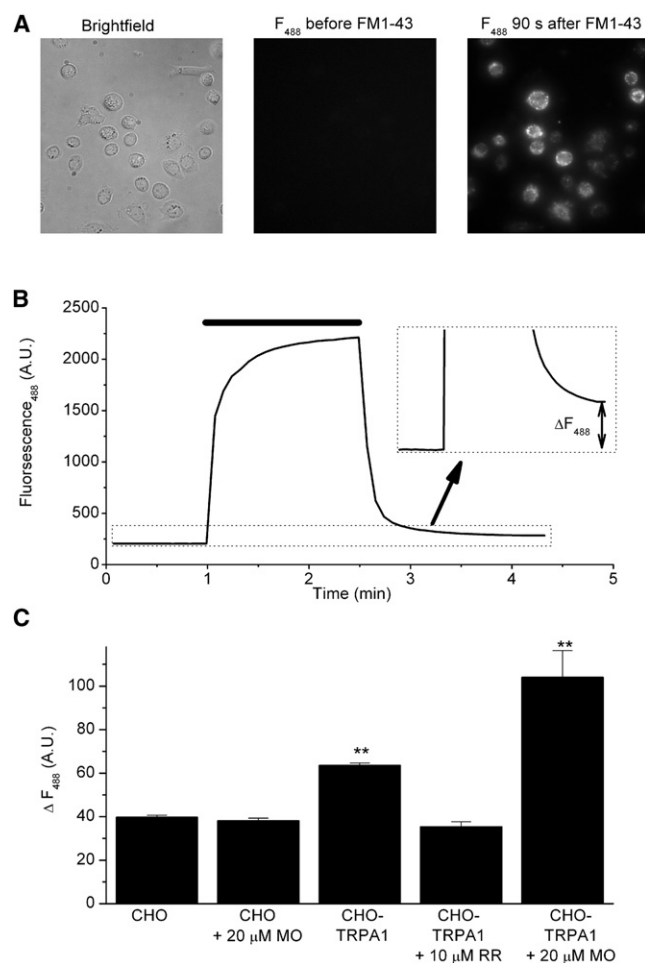 A
Brightfield
F488 before FM1-43
F488 90 s after FM1-43
B
Fluorsescence488 (A.U.)
2500
2000
1500
1000
500
0
0 1 2 3 4 5
Time (min)
ΔF488
C
Δ F488 (A.U.)
100
80
60
40
20
0
**
**
CHO
CHO
+ 20 μM MO
CHO-
TRPA1
CHO-
TRPA1
+ 10 μM RR
CHO-
TRPA1
+ 20 μM MO